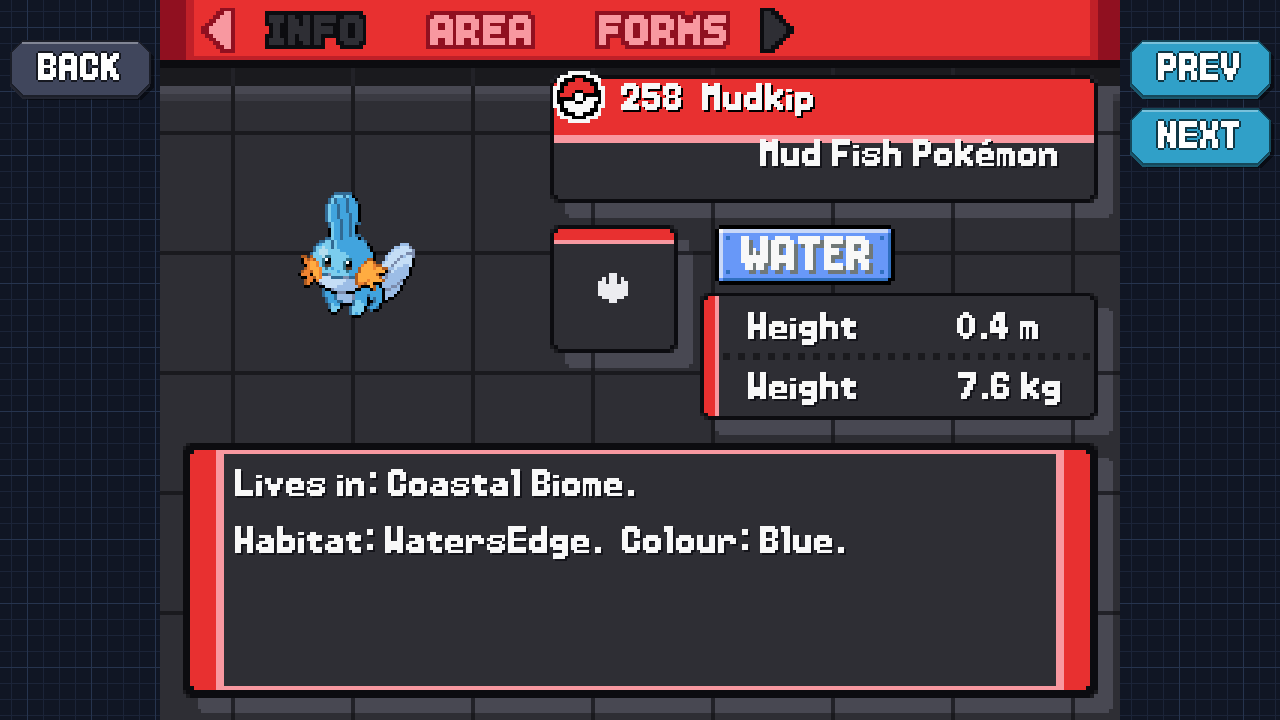 INFO AREA FORMS
BACK
PREV
NEXT
258 Mudkip
Mud Fish Pokémon
WATER
Height 0.4 m
Weight 7.6 kg
Lives in: Coastal Biome.
Habitat: WatersEdge. Colour: Blue.